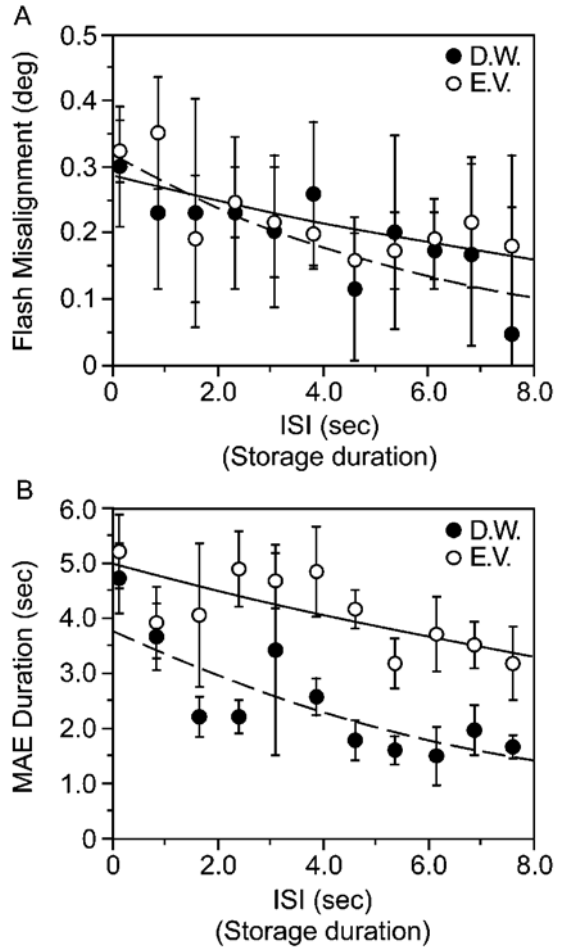 A
Flash Misalignment (deg)
0.5
0.4
0.3
0.2
0.1
0
D.W.
E.V.
0 2.0 4.0 6.0 8.0
ISI (sec)
(Storage duration)
B
MAE Duration (sec)
6.0
5.0
4.0
3.0
2.0
1.0
0
D.W.
E.V.
0 2.0 4.0 6.0 8.0
ISI (sec)
(Storage duration)